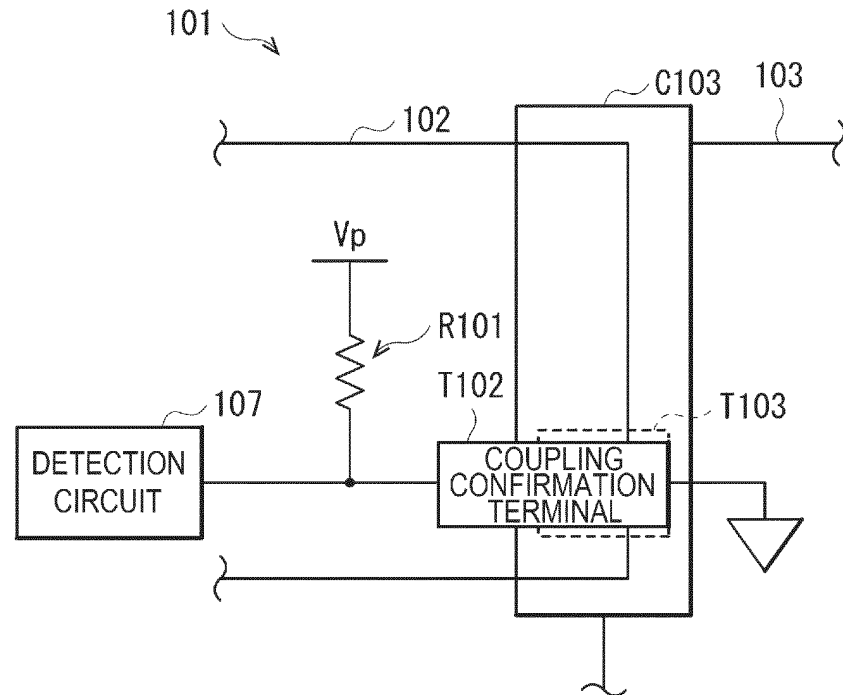 101
C103
103
102
Vp
R101
T102
T103
107
DETECTION
CIRCUIT
COUPLING
CONFIRMATION
TERMINAL